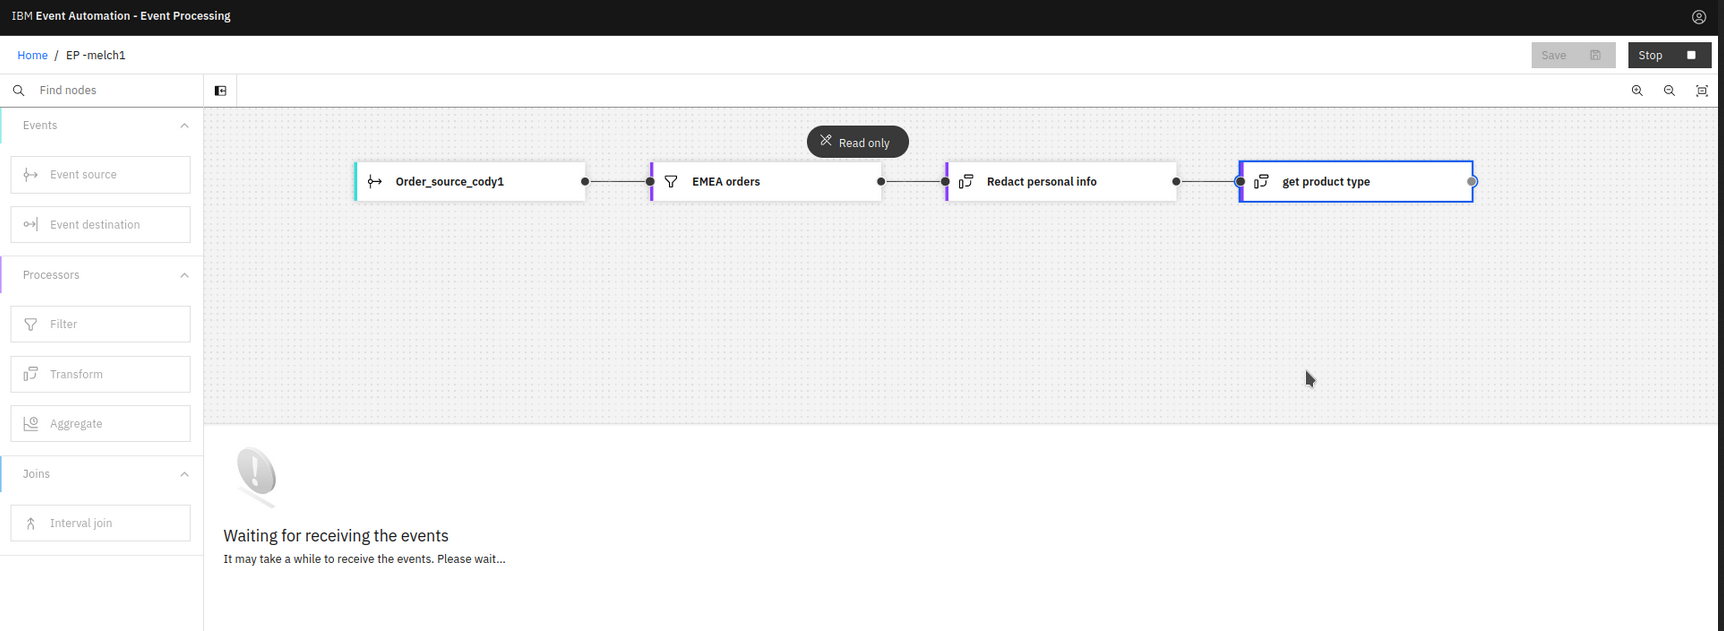 IBM Event Automation - Event Processing
Home / EP -melch1
Save
Stop
Find nodes
Events
Event source
Event destination
Processors
Filter
Transform
Aggregate
Joins
Interval join
Read only
Order_source_cody1
EMEA orders
Redact personal info
get product type
Waiting for receiving the events
It may take a while to receive the events. Please wait...